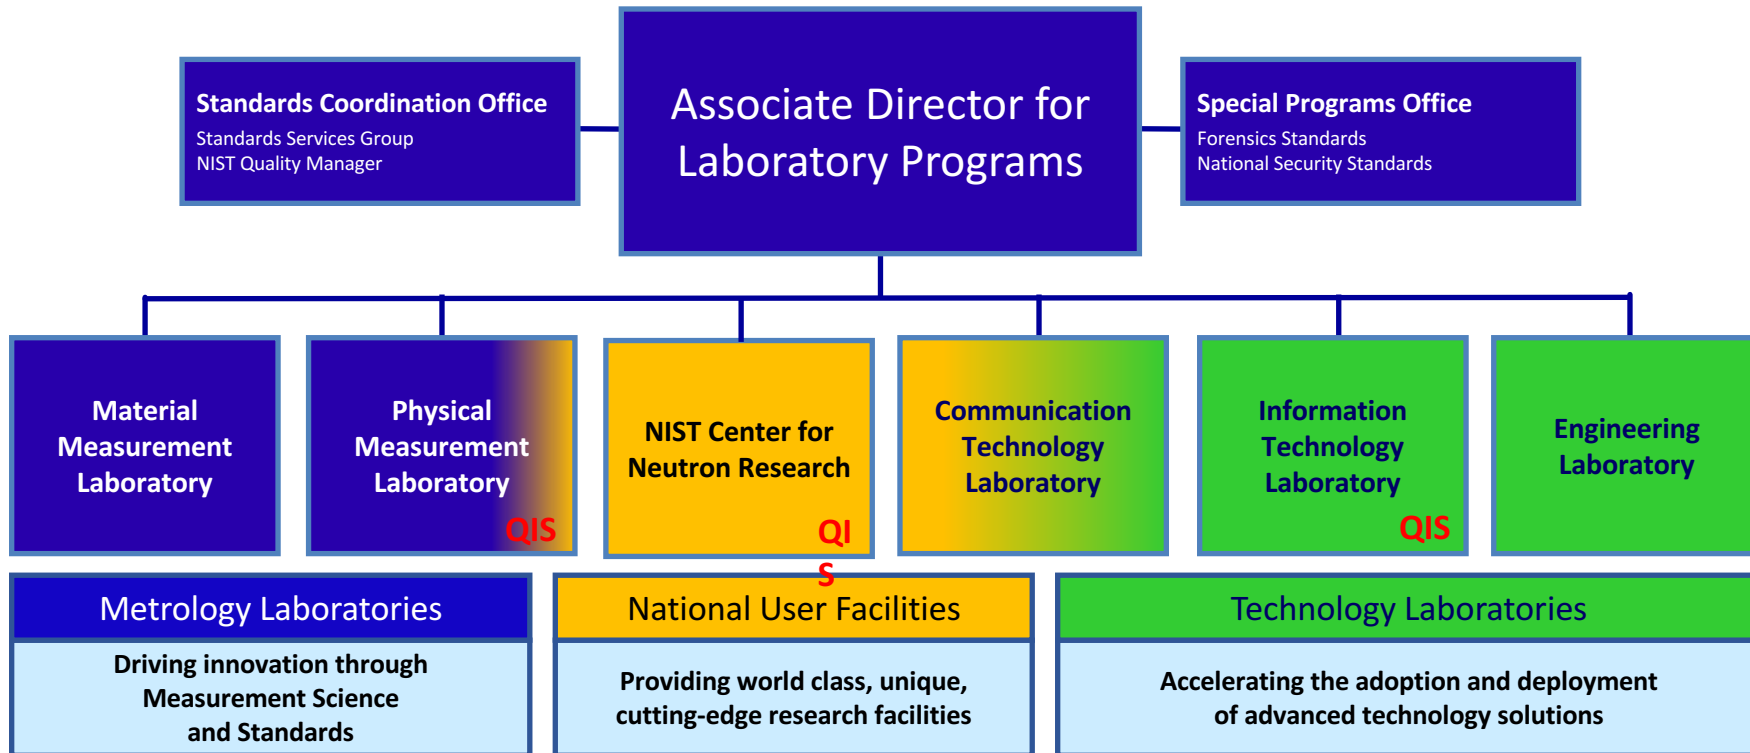 Associate Director for
Laboratory Programs
Standards Coordination Office
Standards Services Group
NIST Quality Manager
Special Programs Office
Forensics Standards
National Security Standards
Material
Measurement
Laboratory
Physical
Measurement
Laboratory
QIS
NIST Center for
Neutron Research
QI
S
Communication
Technology
Laboratory
Information
Technology
Laboratory
QIS
Engineering
Laboratory
Metrology Laboratories
Driving innovation through
Measurement Science
and Standards
National User Facilities
Providing world class, unique,
cutting-edge research facilities
Technology Laboratories
Accelerating the adoption and deployment
of advanced technology solutions